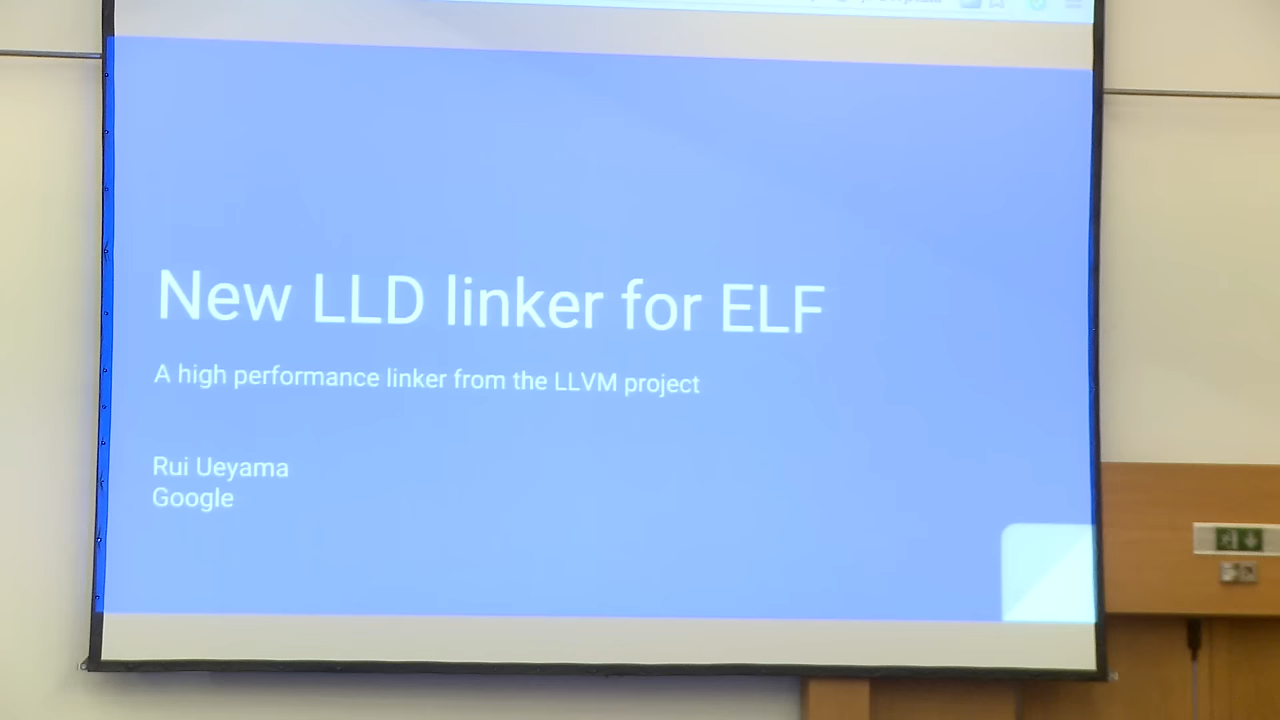 New LLD linker for ELF
A high performance linker from the LLVM project
Rui Ueyama
Google